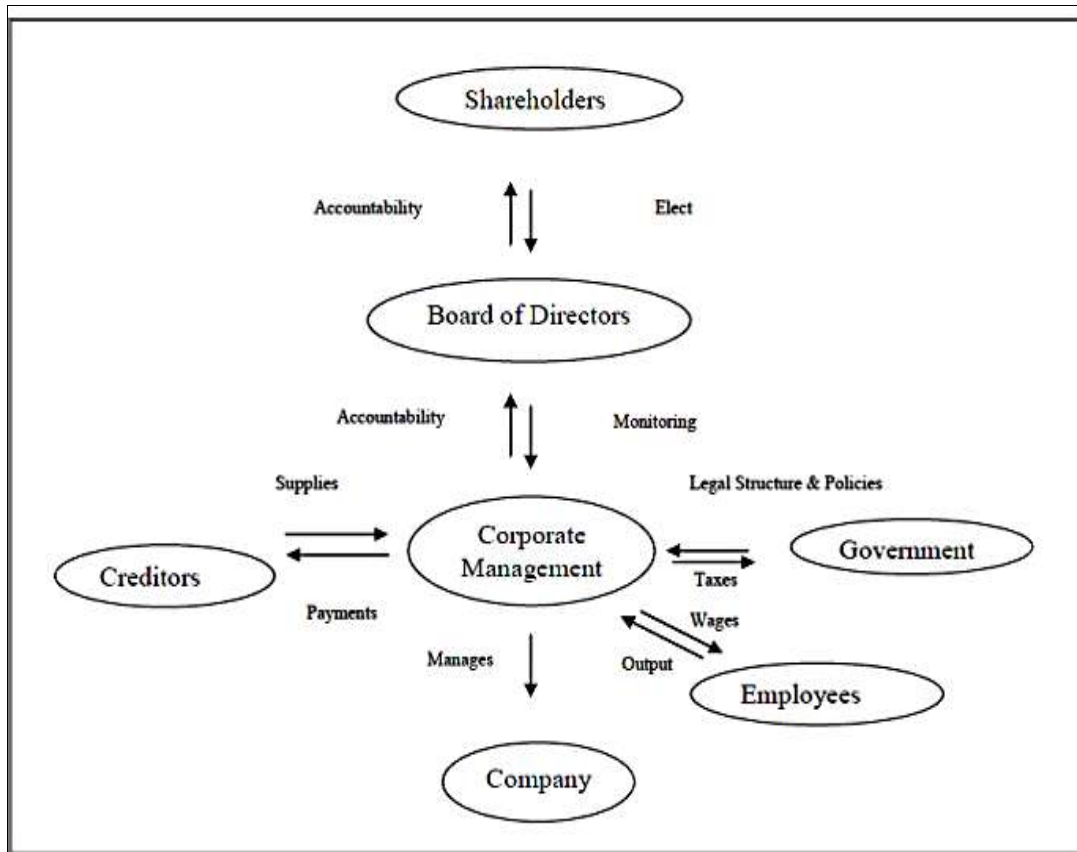 Shareholders
Accountability
Elect
Board of Directors
Accountability
Monitoring
Supplies
Legal Structure & Policies
Corporate
Management
Government
Creditors
Taxes
Payments
Wages
Manages
Output
Employees
Company